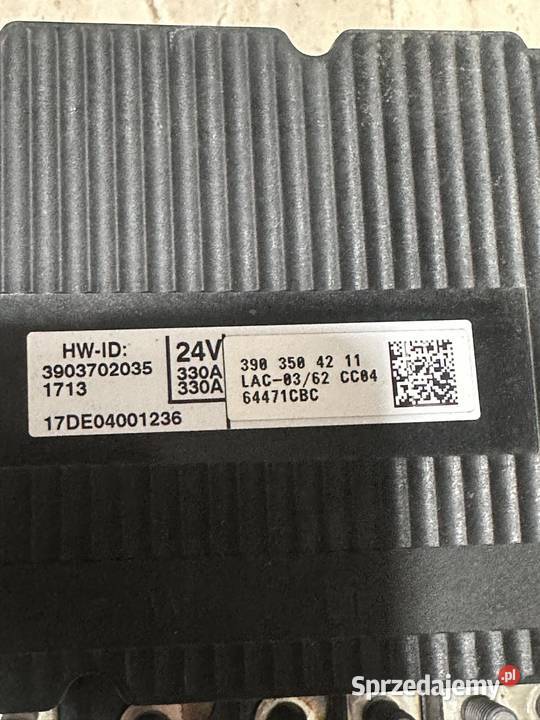 HW-ID:
3903702035
1713
17DE04001236
24V
330A
330A
390 350 42 11
LAC-03/62 CC04
64471CBC
Sprzedajemy.pl